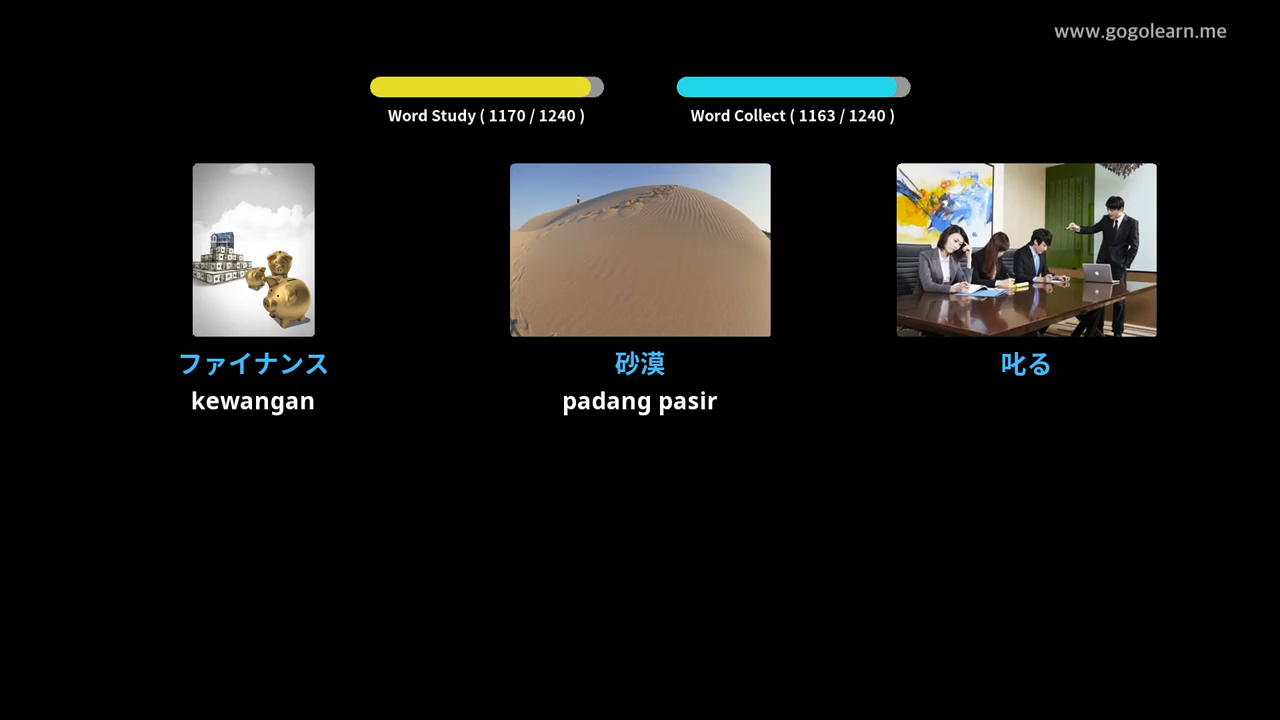 www.gogolearn.me
Word Study ( 1170 / 1240 )
Word Collect ( 1163 / 1240 )
ファイナンス
kewangan
砂漠
padang pasir
叱る